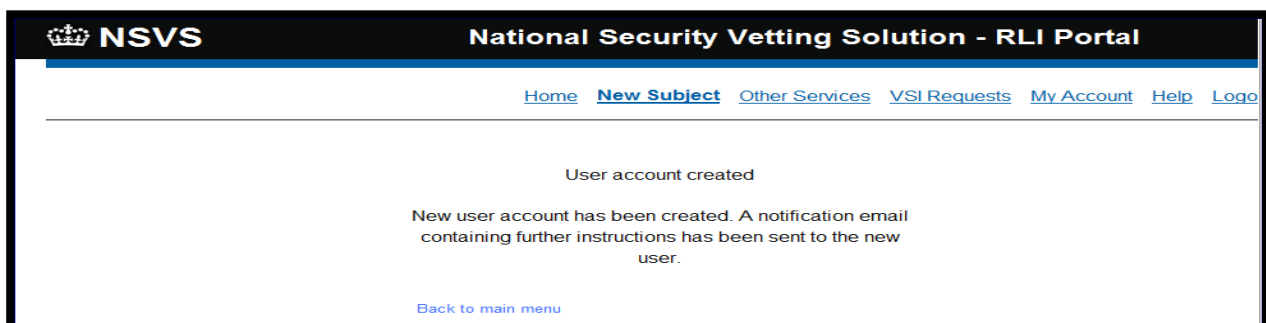 NSVS National Security Vetting Solution - RLI Portal
Home New Subject Other Services VSI Requests My Account Help Logo
User account created
New user account has been created. A notification email
containing further instructions has been sent to the new
user.
Back to main menu